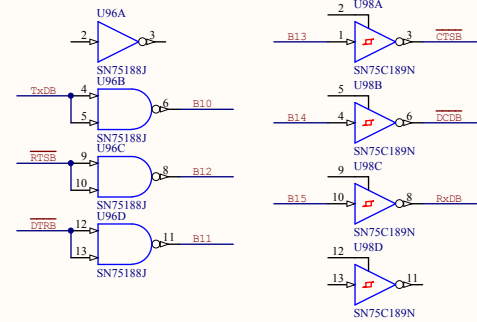 U96A
2 3
SN75188J
U96B
TxDB 4
5
6 B10
SN75188J
U96C
RTSB 9
10
8 B12
SN75188J
U96D
DTRB 12
13
11 B11
SN75188J
U98A
2
B13 1 3 CTSB
SN75C189N
U98B
5
B14 4 6 DCDB
SN75C189N
U98C
9
B15 10 8 RxDB
SN75C189N
U98D
12
13 11
SN75C189N